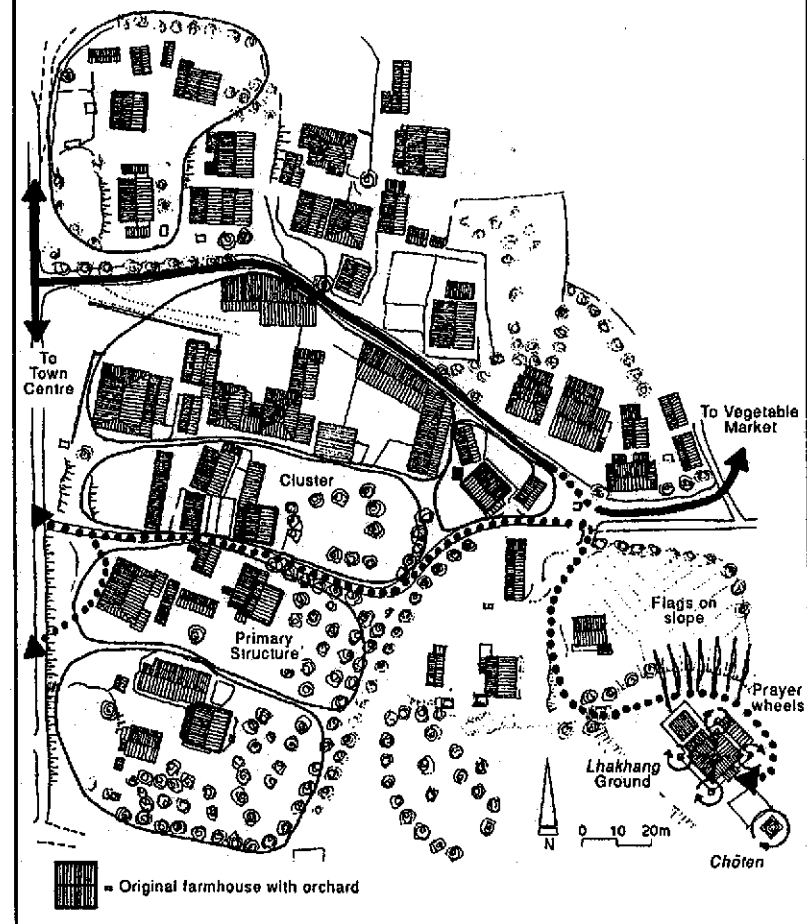 To
Town
Centre
To Vegetable
Market
Cluster
Primary
Structure
Flags on
slope
Prayer
wheels
Lhakhang
Ground
N
0 10 20m
Chöten
= Original farmhouse with orchard